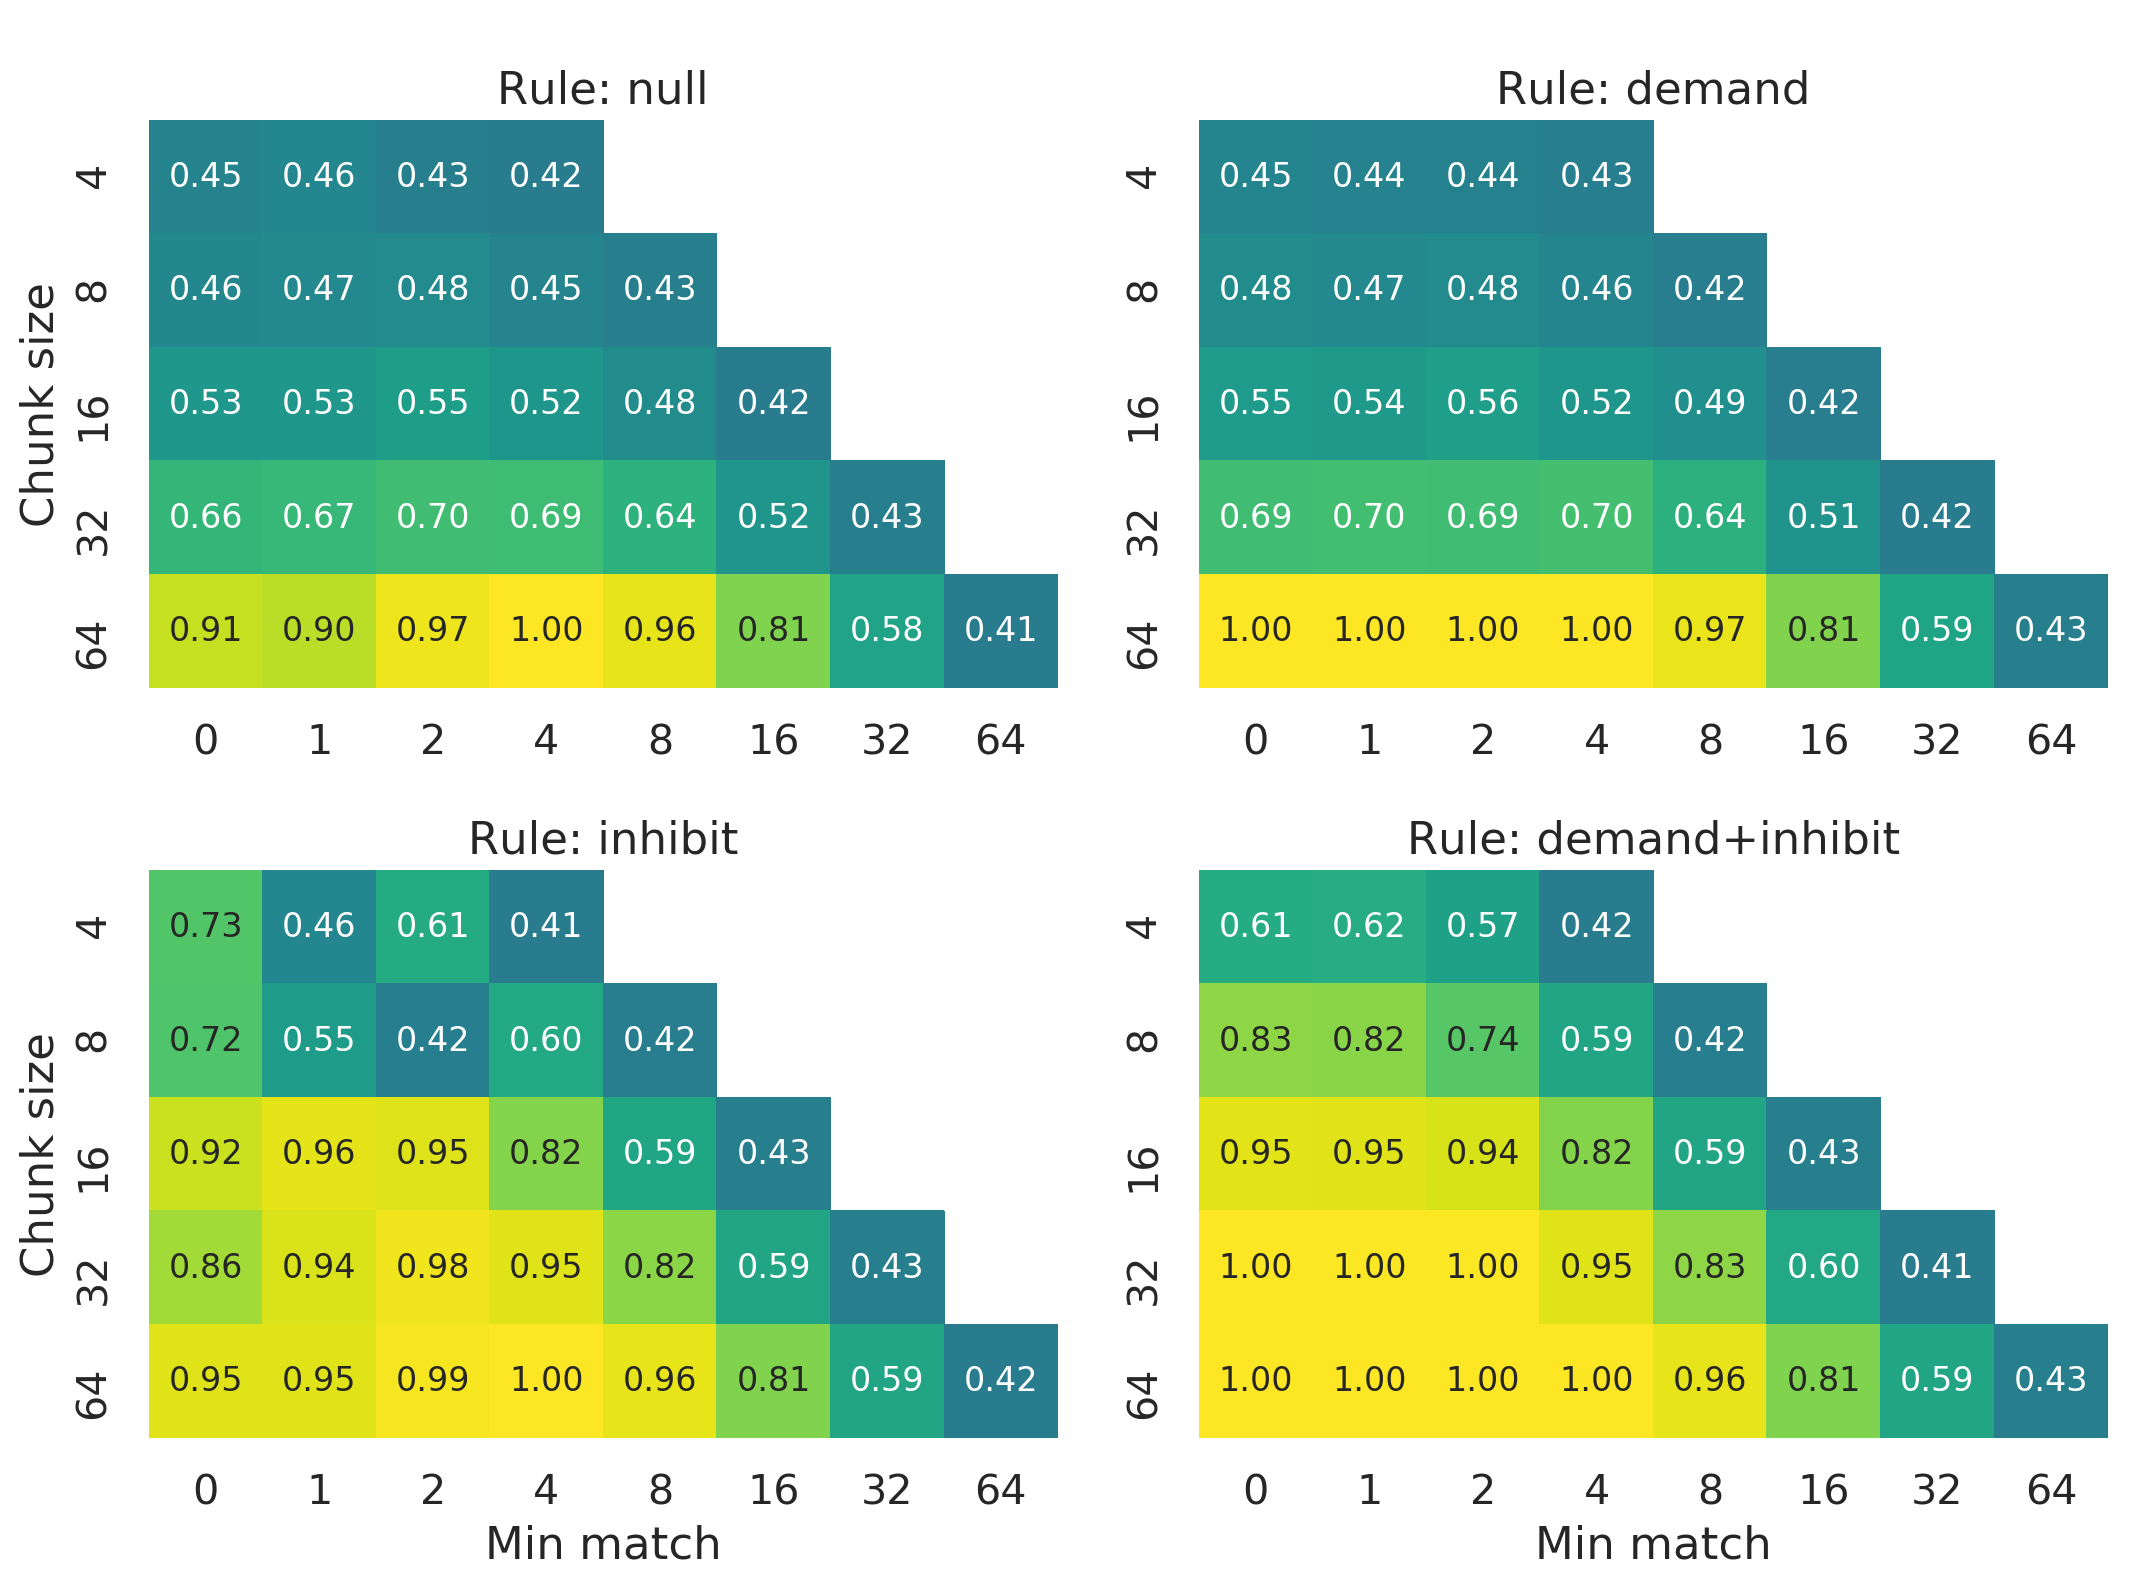 Rule: null
4 0.45 0.46 0.43 0.42
8 0.46 0.47 0.48 0.45 0.43
16 0.53 0.53 0.55 0.52 0.48 0.42
32 0.66 0.67 0.70 0.69 0.64 0.52 0.43
64 0.91 0.90 0.97 1.00 0.96 0.81 0.58 0.41
Chunk size
0 1 2 4 8 16 32 64
Rule: demand
4 0.45 0.44 0.44 0.43
8 0.48 0.47 0.48 0.46 0.42
16 0.55 0.54 0.56 0.52 0.49 0.42
32 0.69 0.70 0.69 0.70 0.64 0.51 0.42
64 1.00 1.00 1.00 1.00 0.97 0.81 0.59 0.43
0 1 2 4 8 16 32 64
Rule: inhibit
4 0.73 0.46 0.61 0.41
8 0.72 0.55 0.42 0.60 0.42
16 0.92 0.96 0.95 0.82 0.59 0.43
32 0.86 0.94 0.98 0.95 0.82 0.59 0.43
64 0.95 0.95 0.99 1.00 0.96 0.81 0.59 0.42
Chunk size
0 1 2 4 8 16 32 64
Min match
Rule: demand+inhibit
4 0.61 0.62 0.57 0.42
8 0.83 0.82 0.74 0.59 0.42
16 0.95 0.95 0.94 0.82 0.59 0.43
32 1.00 1.00 1.00 0.95 0.83 0.60 0.41
64 1.00 1.00 1.00 1.00 0.96 0.81 0.59 0.43
0 1 2 4 8 16 32 64
Min match